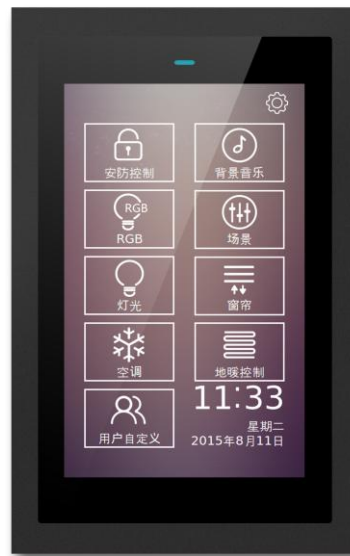 安防控制
背景音乐
RGB
RGB
场景
灯光
窗帘
空调
地暖控制
用户自定义
11:33
星期二
2015年8月11日